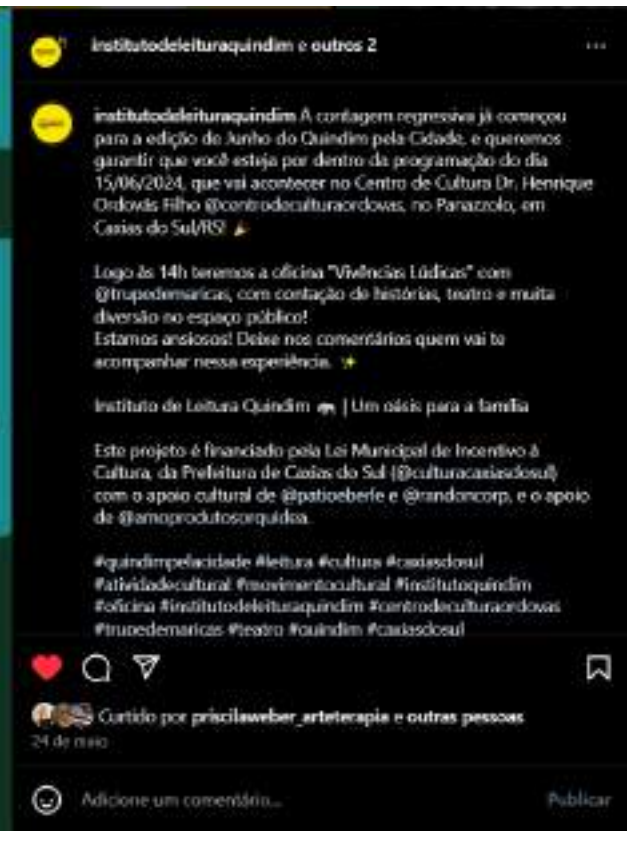 institutodeleituraquindim e outros 2
institutodeleituraquindim A contagem regressiva já começou
para a edição de Junho do Quindim pela Cidade, e queremos
garantir que você esteja por dentro da programação do dia
15/06/2024, que vai acontecer no Centro de Cultura Dr. Henrique
Ordovás Filho @centrodeculturaordovas, no Panazzolo, em
Caxias do Sul/RS! 🎉
Logo às 14h teremos a oficina "Vivências Lúdicas" com
@trupedemaricas, com contação de histórias, teatro e muita
diversão no espaço público!
Estamos ansiosos! Deixe nos comentários quem vai te
acompanhar nessa experiência. ✨
Instituto de Leitura Quindim 🦏 | Um oásis para a família
Este projeto é financiado pela Lei Municipal de Incentivo à
Cultura, da Prefeitura de Caxias do Sul (@culturacaxiasdosul)
com o apoio cultural de @patioeberle e @randoncorp, e o apoio
de @amoprodutosorquidea.
#quindimpelacidade #leitura #cultura #caxiasdosul
#atividadecultural #movimentocultural #institutoquindim
#oficina #institutodeleituraquindim #centrodeculturaordovas
#trupedemaricas #teatro #quindim #caxiasdosul
Curtido por priscilaweber_arteterapia e outras pessoas
24 de maio
Adicione um comentário... Publicar